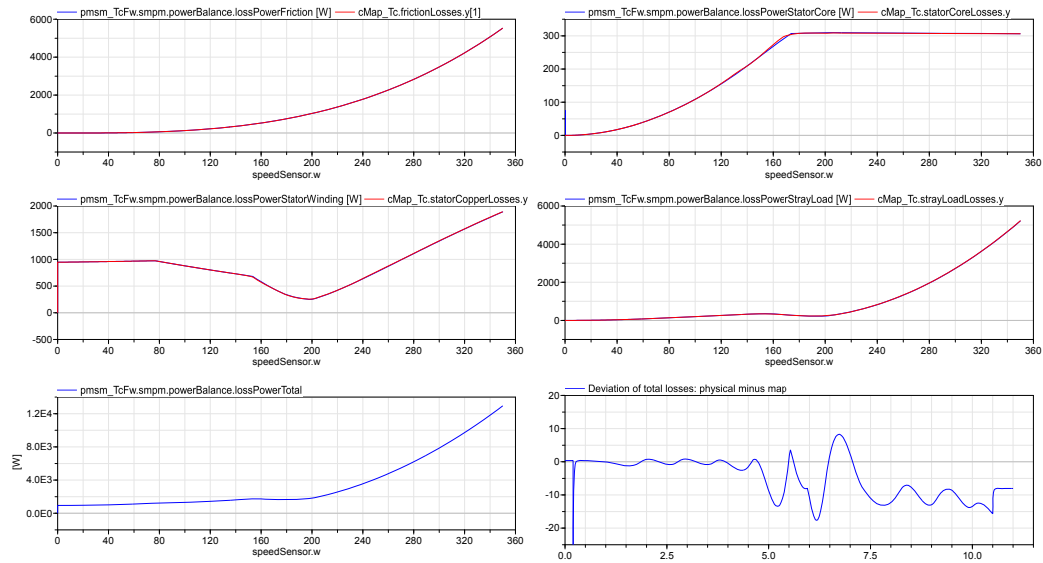 pmsm_TcFw.smpm.powerBalance.lossPowerFriction [W] cMap_Tc.frictionLosses.y[1]
6000
4000
2000
0
0 40 80 120 160 200 240 280 320 360
speedSensor.w
pmsm_TcFw.smpm.powerBalance.lossPowerStatorCore [W] cMap_Tc.statorCoreLosses.y
300
200
100
0
0 40 80 120 160 200 240 280 320 360
speedSensor.w
pmsm_TcFw.smpm.powerBalance.lossPowerStatorWinding [W] cMap_Tc.statorCopperLosses.y
2000
1500
1000
500
0
-500
0 40 80 120 160 200 240 280 320 360
speedSensor.w
pmsm_TcFw.smpm.powerBalance.lossPowerStrayLoad [W] cMap_Tc.strayLoadLosses.y
6000
4000
2000
0
0 40 80 120 160 200 240 280 320 360
speedSensor.w
pmsm_TcFw.smpm.powerBalance.lossPowerTotal
[W]
1.2E4
8.0E3
4.0E3
0.0E0
0 40 80 120 160 200 240 280 320 360
speedSensor.w
Deviation of total losses: physical minus map
20
10
0
-10
-20
0.0 2.5 5.0 7.5 10.0